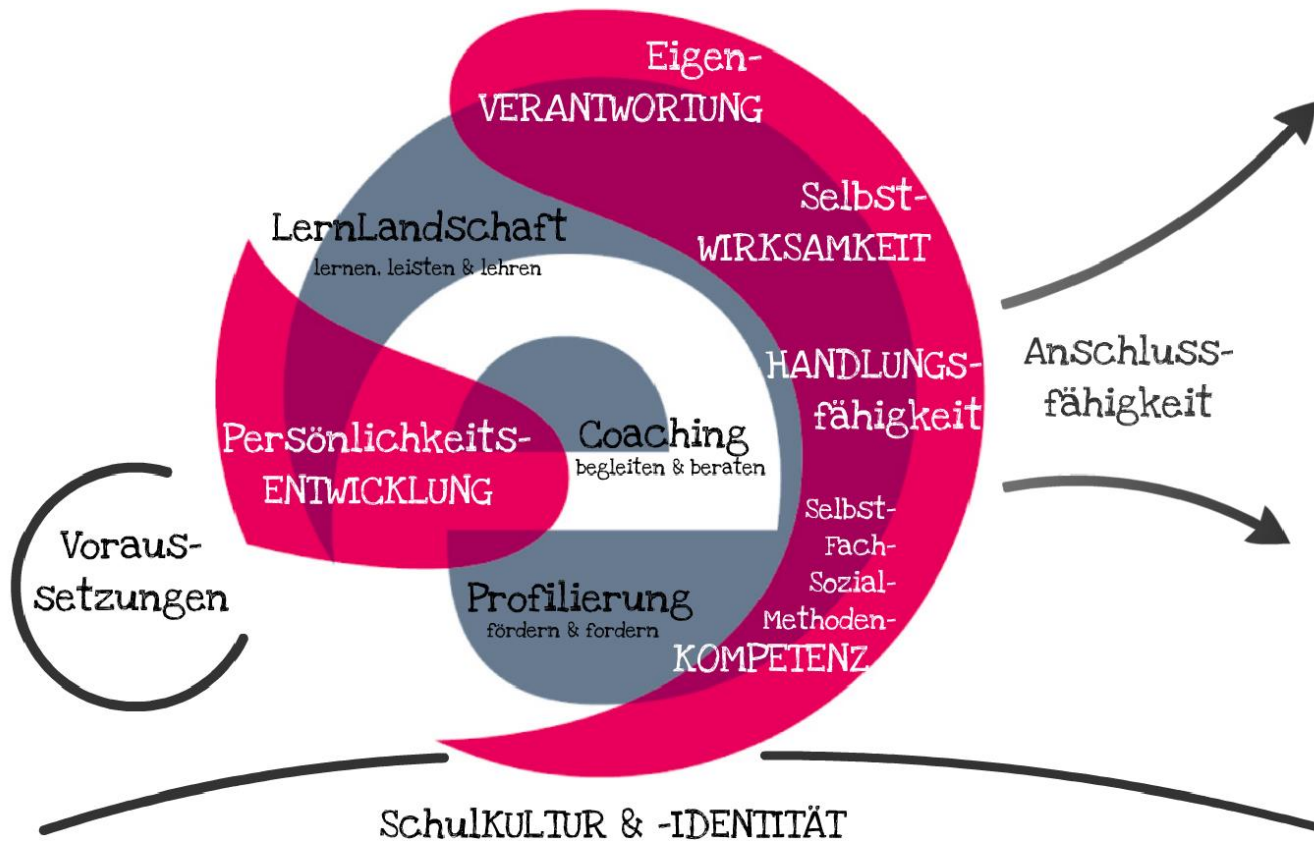 Eigen-
VERANTWORTUNG
Selbst-
WIRKSAMKEIT
LernLandschaft
lernen, leisten & lehren
HANDLUNGS-
fähigkeit
Anschluss-
fähigkeit
Persönlichkeits-
ENTWICKLUNG
Coaching
begleiten & beraten
Voraus-
setzungen
Selbst-
Fach-
Sozial-
Methoden-
KOMPETENZ
Profilierung
fördern & fordern
SchulKULTUR & -IDENTITÄT